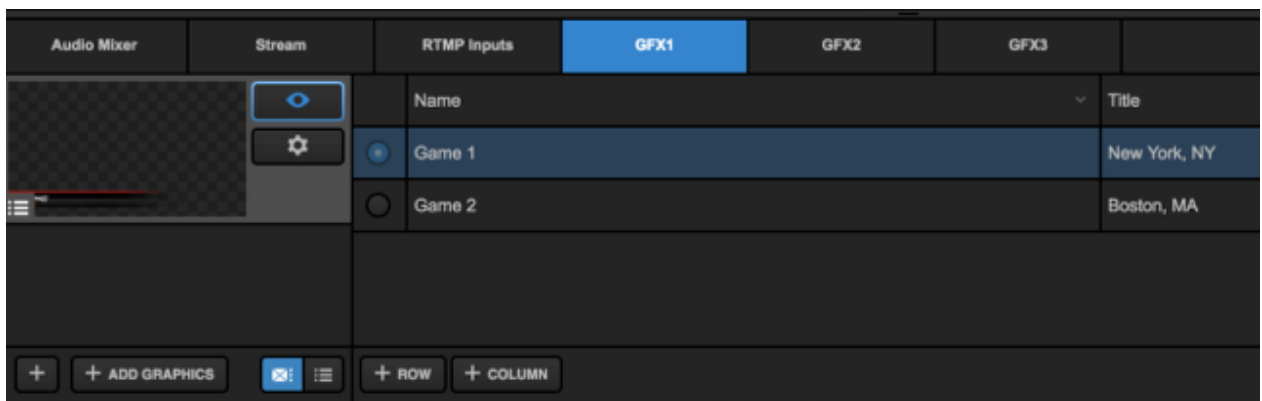 Audio Mixer Stream RTMP Inputs GFX1 GFX2 GFX3
Name Title
Game 1 New York, NY
Game 2 Boston, MA
+ + ADD GRAPHICS + ROW + COLUMN